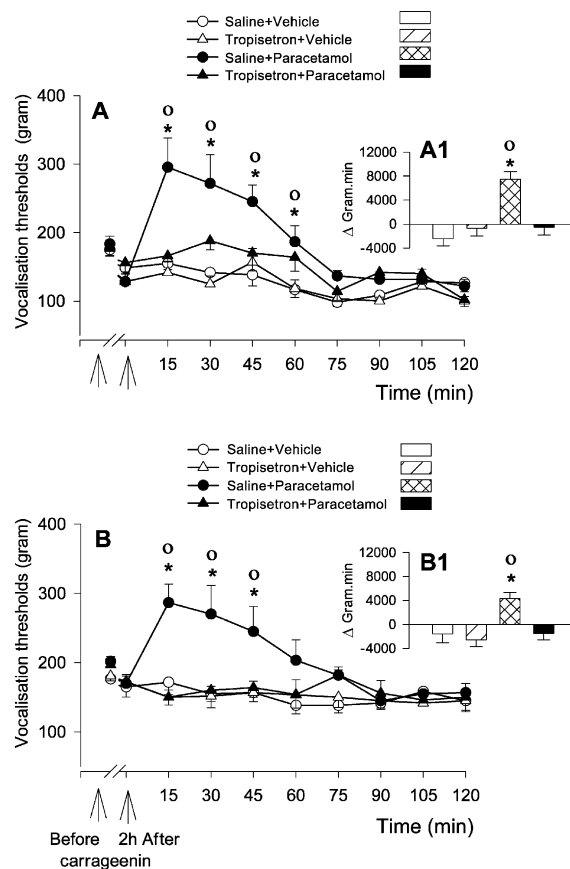 Saline+Vehicle
Tropisetron+Vehicle
Saline+Paracetamol
Tropisetron+Paracetamol
A
A1
Vocalisation thresholds (gram)
400
300
200
100
O
*
O
*
O
*
O
*
Δ Gram.min
12000
8000
4000
0
-4000
O
*
15 30 45 60 75 90 105 120
Time (min)
Saline+Vehicle
Tropisetron+Vehicle
Saline+Paracetamol
Tropisetron+Paracetamol
B
B1
Vocalisation thresholds (gram)
400
300
200
100
O
*
O
*
O
*
Δ Gram.min
12000
8000
4000
0
-4000
O
*
15 30 45 60 75 90 105 120
Time (min)
Before 2h After
carrageenin